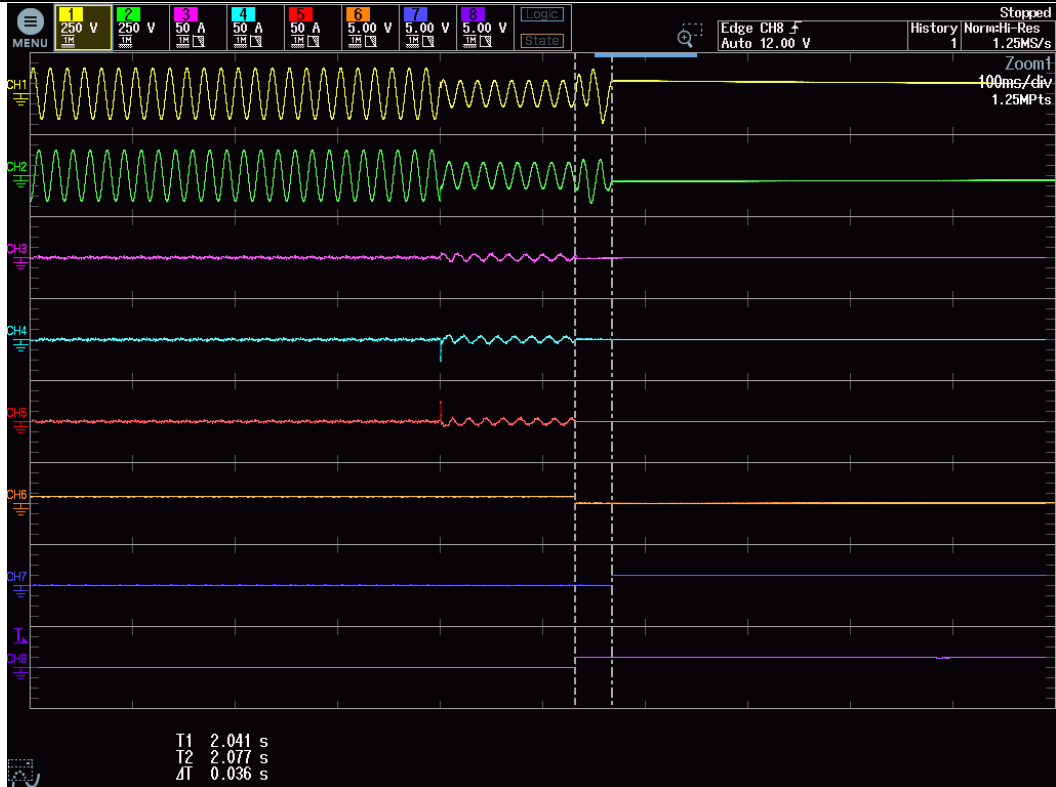 MENU
1 250 V 1M
2 250 V 1M
3 50 A 1M
4 50 A 1M
5 50 A 1M
6 5.00 V 1M
7 5.00 V 1M
8 5.00 V 1M
Logic
State
Edge CH8
Auto 12.00 V
Stopped
History Norm:Hi-Res
1 1.25MS/s
Zoom1
100ms/div
1.25MPts
CH1
CH2
CH3
CH4
CH5
CH6
CH7
T
CH8
T1 2.041 s
T2 2.077 s
ΔT 0.036 s